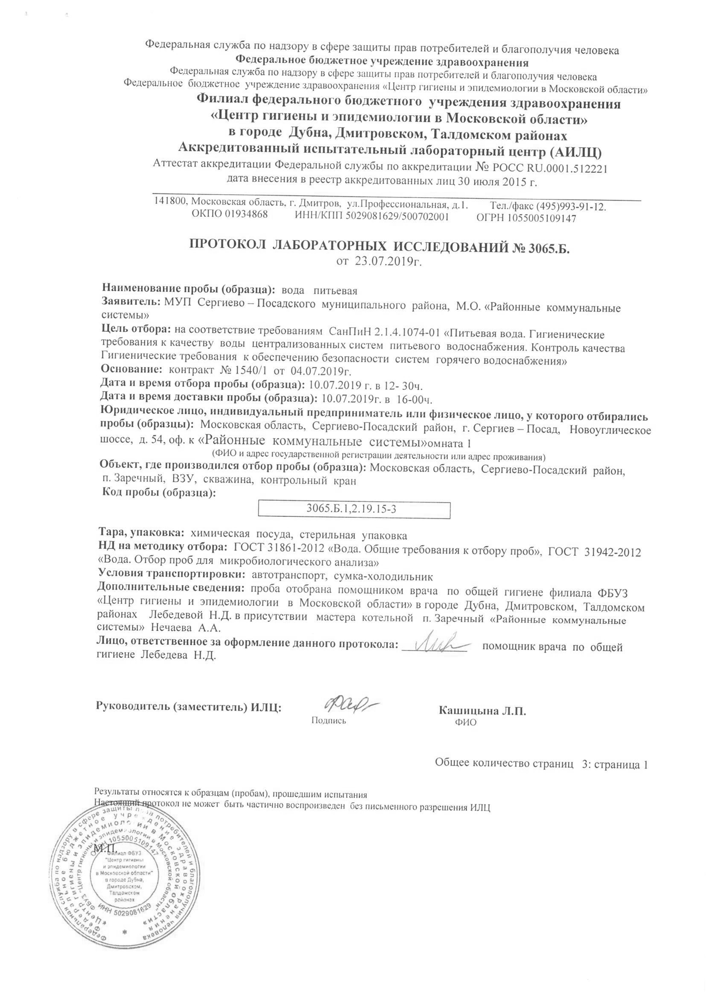 Федеральная служба по надзору в сфере защиты прав потребителей и благополучия человека
Федеральное бюджетное учреждение здравоохранения
Федеральная служба по надзору в сфере защиты прав потребителей и благополучия человека
Федеральное бюджетное учреждение здравоохранения «Центр гигиены и эпидемиологии в Московской области»
Филиал федерального бюджетного учреждения здравоохранения
«Центр гигиены и эпидемиологии в Московской области»
в городе Дубна, Дмитровском, Талдомском районах
Аккредитованный испытательный лабораторный центр (АИЛЦ)
Аттестат аккредитации Федеральной службы по аккредитации № РОСС RU.0001.512221
дата внесения в реестр аккредитованных лиц 30 июля 2015 г.
141800, Московская область, г. Дмитров, ул.Профессиональная, д.1. Тел./факс (495)993-91-12.
ОКПО 01934868 ИНН/КПП 5029081629/500702001 ОГРН 1055005109147
ПРОТОКОЛ ЛАБОРАТОРНЫХ ИССЛЕДОВАНИЙ № 3065.Б.
от 23.07.2019г.
Наименование пробы (образца): вода питьевая
Заявитель: МУП Сергиево – Посадского муниципального района, М.О. «Районные коммунальные
системы»
Цель отбора: на соответствие требованиям СанПиН 2.1.4.1074-01 «Питьевая вода. Гигиенические
требования к качеству воды централизованных систем питьевого водоснабжения. Контроль качества
Гигиенические требования к обеспечению безопасности систем горячего водоснабжения»
Основание: контракт № 1540/1 от 04.07.2019г.
Дата и время отбора пробы (образца): 10.07.2019 г. в 12- 30ч.
Дата и время доставки пробы (образца): 10.07.2019г. в 16-00ч.
Юридическое лицо, индивидуальный предприниматель или физическое лицо, у которого отбирались
пробы (образцы): Московская область, Сергиево-Посадский район, г. Сергиев – Посад, Новоуглическое
шоссе, д. 54, оф. к «Районные коммунальные системы»омната 1
(ФИО и адрес государственной регистрации деятельности или адрес проживания)
Объект, где производился отбор пробы (образца): Московская область, Сергиево-Посадский район,
п. Заречный, ВЗУ, скважина, контрольный кран
Код пробы (образца):
3065.Б.1,2.19.15-3
Тара, упаковка: химическая посуда, стерильная упаковка
НД на методику отбора: ГОСТ 31861-2012 «Вода. Общие требования к отбору проб», ГОСТ 31942-2012
«Вода. Отбор проб для микробиологического анализа»
Условия транспортировки: автотранспорт, сумка-холодильник
Дополнительные сведения: проба отобрана помощником врача по общей гигиене филиала ФБУЗ
«Центр гигиены и эпидемиологии в Московской области» в городе Дубна, Дмитровском, Талдомском
районах Лебедевой Н.Д. в присутствии мастера котельной п. Заречный «Районные коммунальные
системы» Нечаева А.А.
Лицо, ответственное за оформление данного протокола: помощник врача по общей
гигиене Лебедева Н.Д.
Руководитель (заместитель) ИЛЦ: Кашицына Л.П.
Подпись ФИО
Общее количество страниц 3: страница 1
Результаты относятся к образцам (пробам), прошедшим испытания
Настоящий протокол не может быть частично воспроизведен без письменного разрешения ИЛЦ
М.П.
Федеральная служба по надзору в сфере защиты прав потребителей и благополучия человека
Федеральное бюджетное учреждение здравоохранения
«Центр гигиены и эпидемиологии в Московской области»
ФБУЗ "Центр гигиены и эпидемиологии в Московской области"
ОГРН 1055005109147
Филиал ФБУЗ
"Центр гигиены
и эпидемиологии
в Московской области"
в городе Дубна,
Дмитровском,
Талдомском
районах
ИНН 5029081629